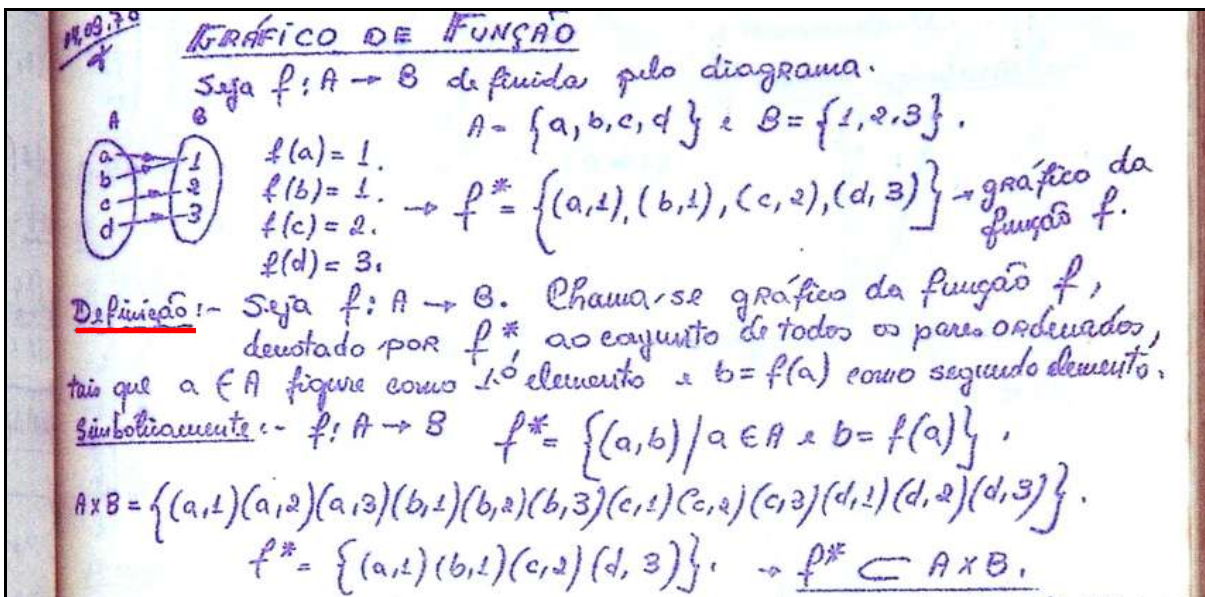 14.09.70
GRÁFICO DE FUNÇÃO
Seja f: A → B definida pelo diagrama.
A = {a, b, c, d} e B = {1, 2, 3}.
A B
a 1
b 2
c 3
d
f(a) = 1.
f(b) = 1.
f(c) = 2.
f(d) = 3.
→ f* = {(a,1), (b,1), (c,2), (d,3)} → gráfico da
função f.
Definição:- Seja f: A → B. Chama-se gráfico da função f,
denotado por f*, ao conjunto de todos os pares ordenados,
tais que a ∈ A figure como 1.º elemento e b = f(a) como segundo elemento.
Simbolicamente:- f: A → B f* = {(a,b) / a ∈ A e b = f(a)}.
A x B = {(a,1)(a,2)(a,3)(b,1)(b,2)(b,3)(c,1)(c,2)(c,3)(d,1)(d,2)(d,3)}.
f* = {(a,1)(b,1)(c,2)(d,3)}. → f* ⊂ A x B.